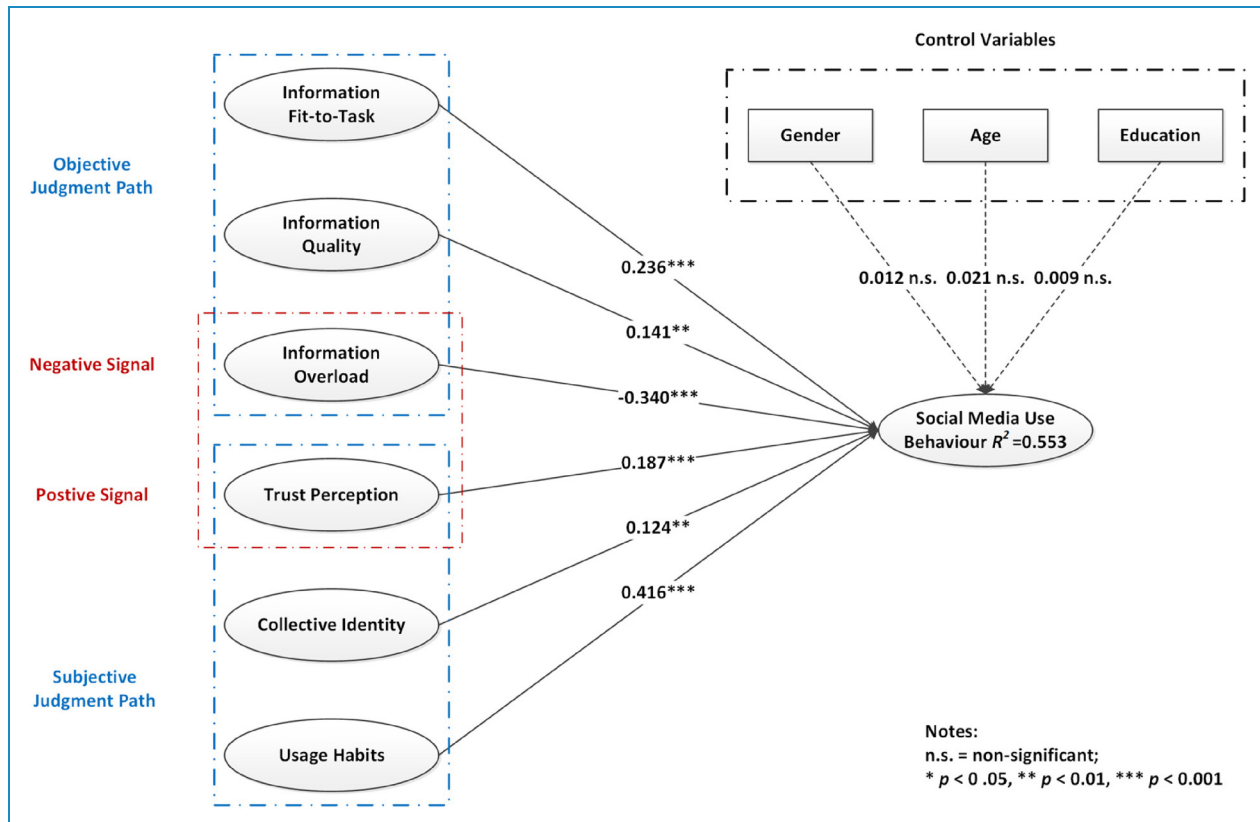 Control Variables
Information
Fit-to-Task
Gender
Age
Education
Objective
Judgment Path
Information
Quality
0.236***
0.012 n.s.
0.021 n.s.
0.009 n.s.
0.141**
Negative Signal
Information
Overload
-0.340***
Social Media Use
Behaviour R²=0.553
0.187***
Postive Signal
Trust Perception
0.124**
0.416***
Collective Identity
Subjective
Judgment Path
Usage Habits
Notes:
n.s. = non-significant;
* p < 0 .05, ** p < 0.01, *** p < 0.001